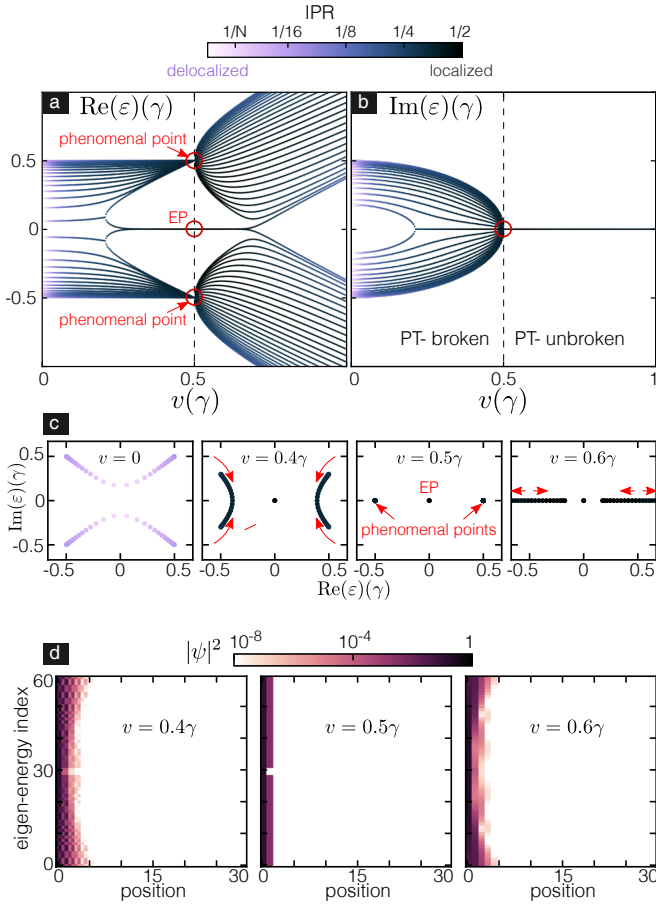 IPR
1/N 1/16 1/8 1/4 1/2
delocalized localized
a Re(ε)(γ)
phenomenal point
EP
phenomenal point
0.5
0
-0.5
0 0.5
v(γ)
b Im(ε)(γ)
PT- broken PT- unbroken
0 0.5 1
v(γ)
c
Im(ε)(γ)
0.5
0
-0.5
v = 0
v = 0.4γ
v = 0.5γ
EP
phenomenal points
v = 0.6γ
-0.5 0 0.5 -0.5 0 0.5 -0.5 0 0.5 -0.5 0 0.5
Re(ε)(γ)
d |ψ|² 10⁻⁸ 10⁻⁴ 1
eigen-energy index
60
30
0
v = 0.4γ
v = 0.5γ
v = 0.6γ
0 15 30 0 15 30 0 15 30
position position position